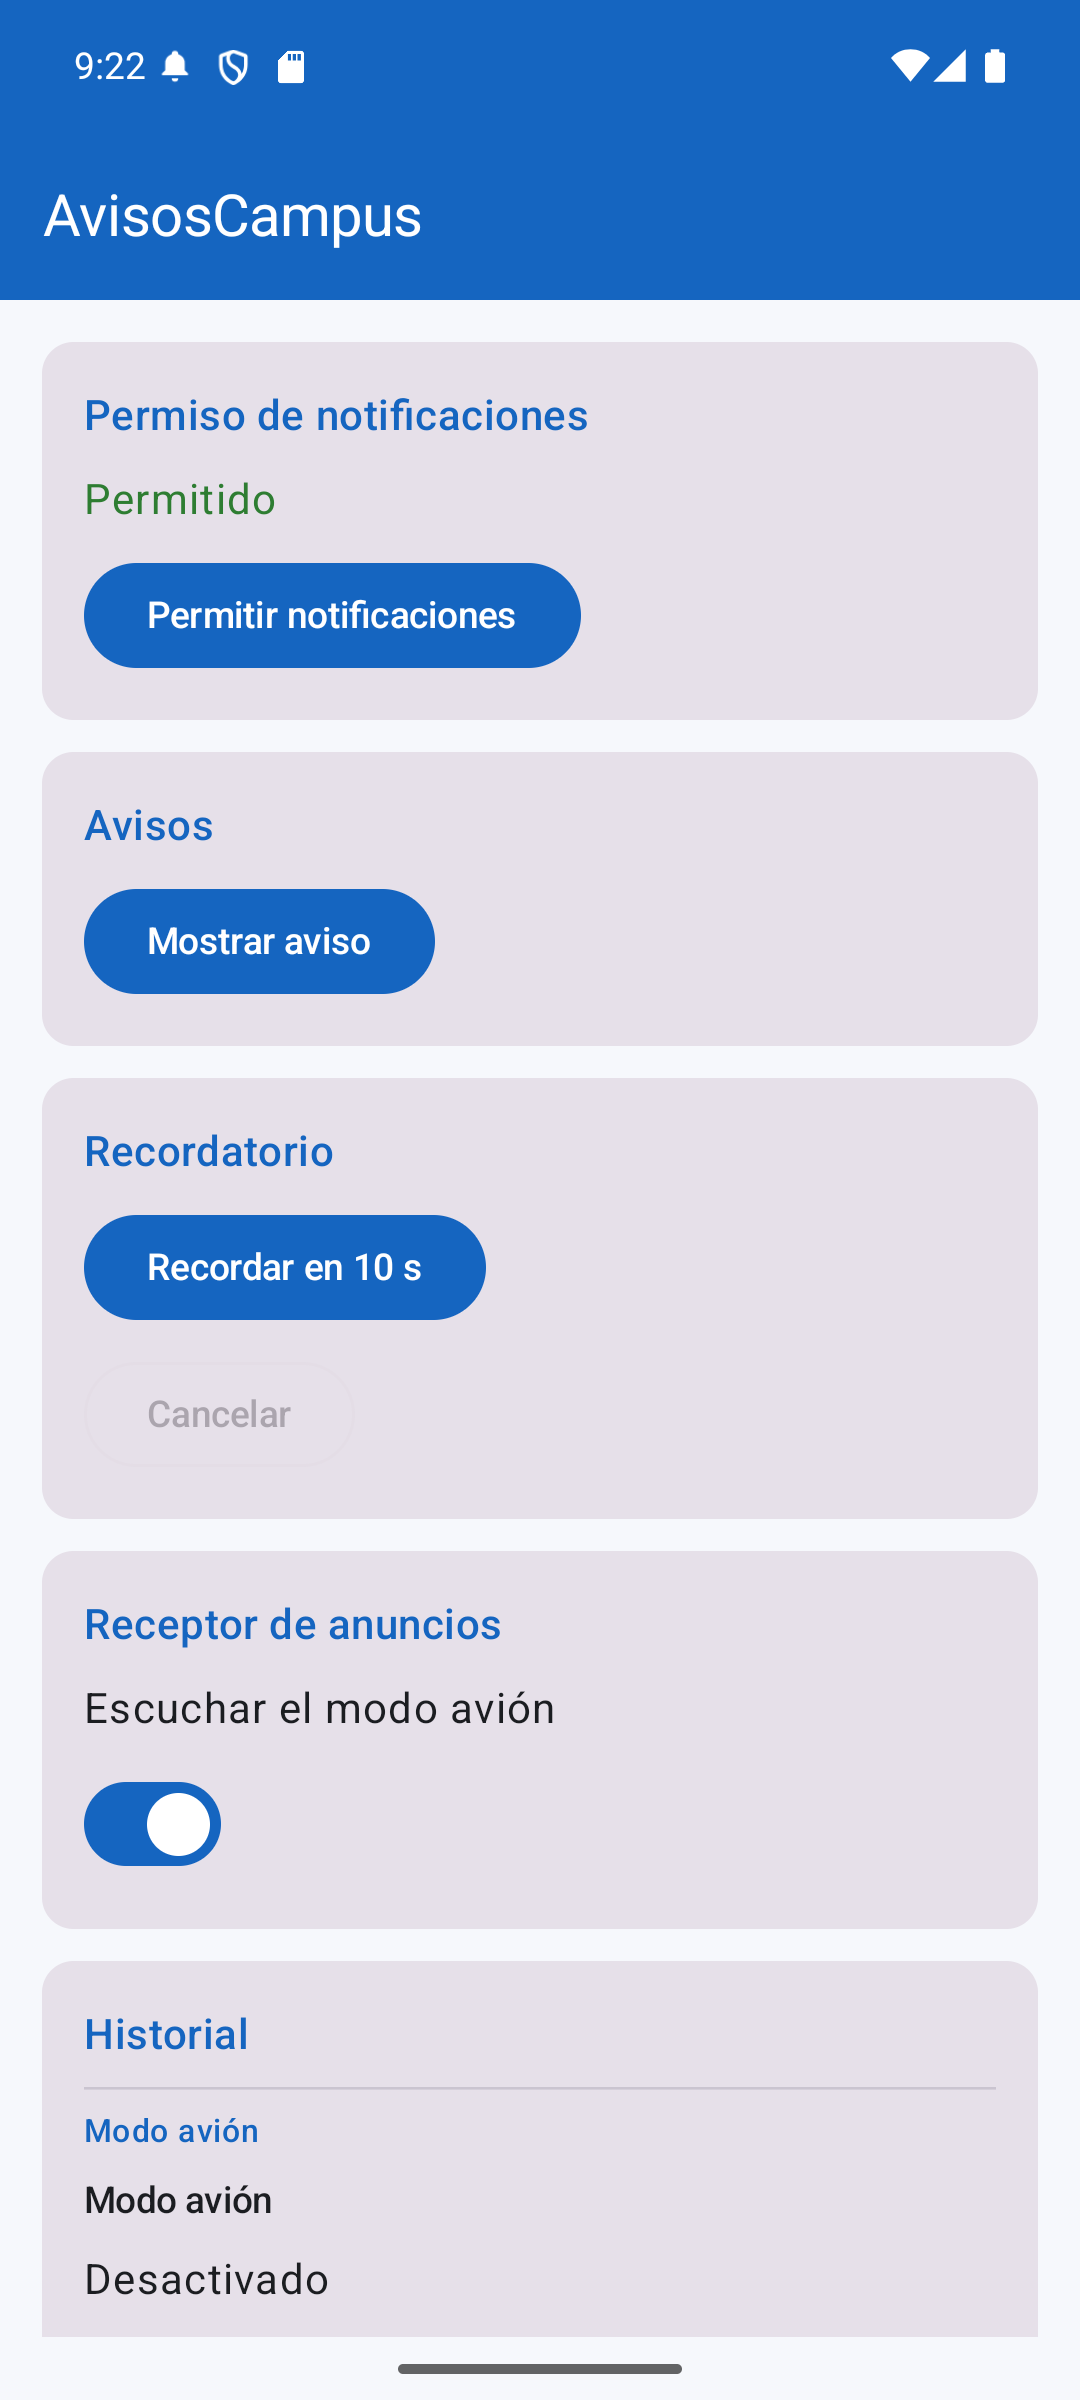 9:22
AvisosCampus
Permiso de notificaciones
Permitido
Permitir notificaciones
Avisos
Mostrar aviso
Recordatorio
Recordar en 10 s
Cancelar
Receptor de anuncios
Escuchar el modo avión
Historial
Modo avión
Modo avión
Desactivado